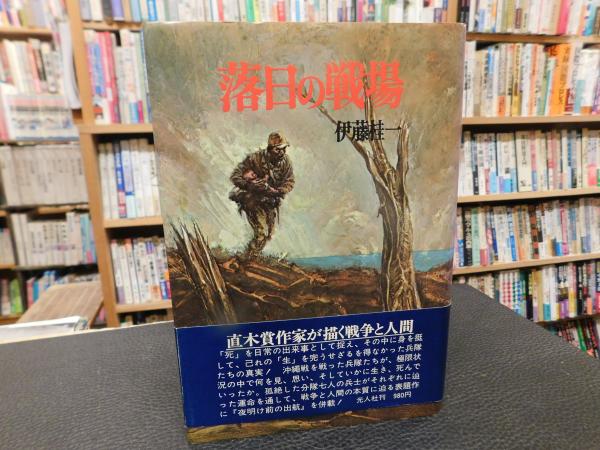 落日の戦場
伊藤桂一
直木賞作家が描く戦争と人間
「死」を日常の出来事として捉え、その中に身を挺
して、己れの「生」を完うせざるを得なかった兵隊
たちの真実！　沖縄戦を戦った兵隊たちが、極限状
況の中で何を見、思い、そしていかに生き、死んで
いったか。孤絶した分隊七人の兵士がそれぞれに辿
った運命を通して、戦争と人間の本質に迫る表題作
に『夜明け前の出航』を併載！　光人社刊　980円